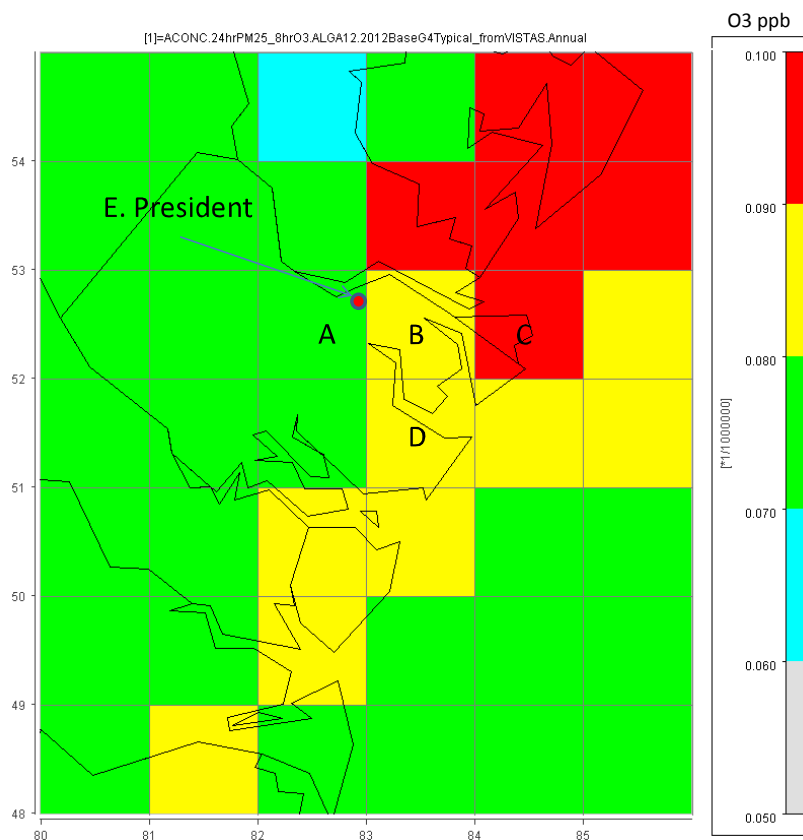 O3 ppb
[1]=ACONC.24hrPM25_8hrO3.ALGA12.2012BaseG4Typical_fromVISTAS.Annual
0.100
54
E. President
0.090
53
A
B
C
0.080
52
D
[*1/1000000]
51
0.070
50
0.060
49
48
0.050
80
81
82
83
84
85